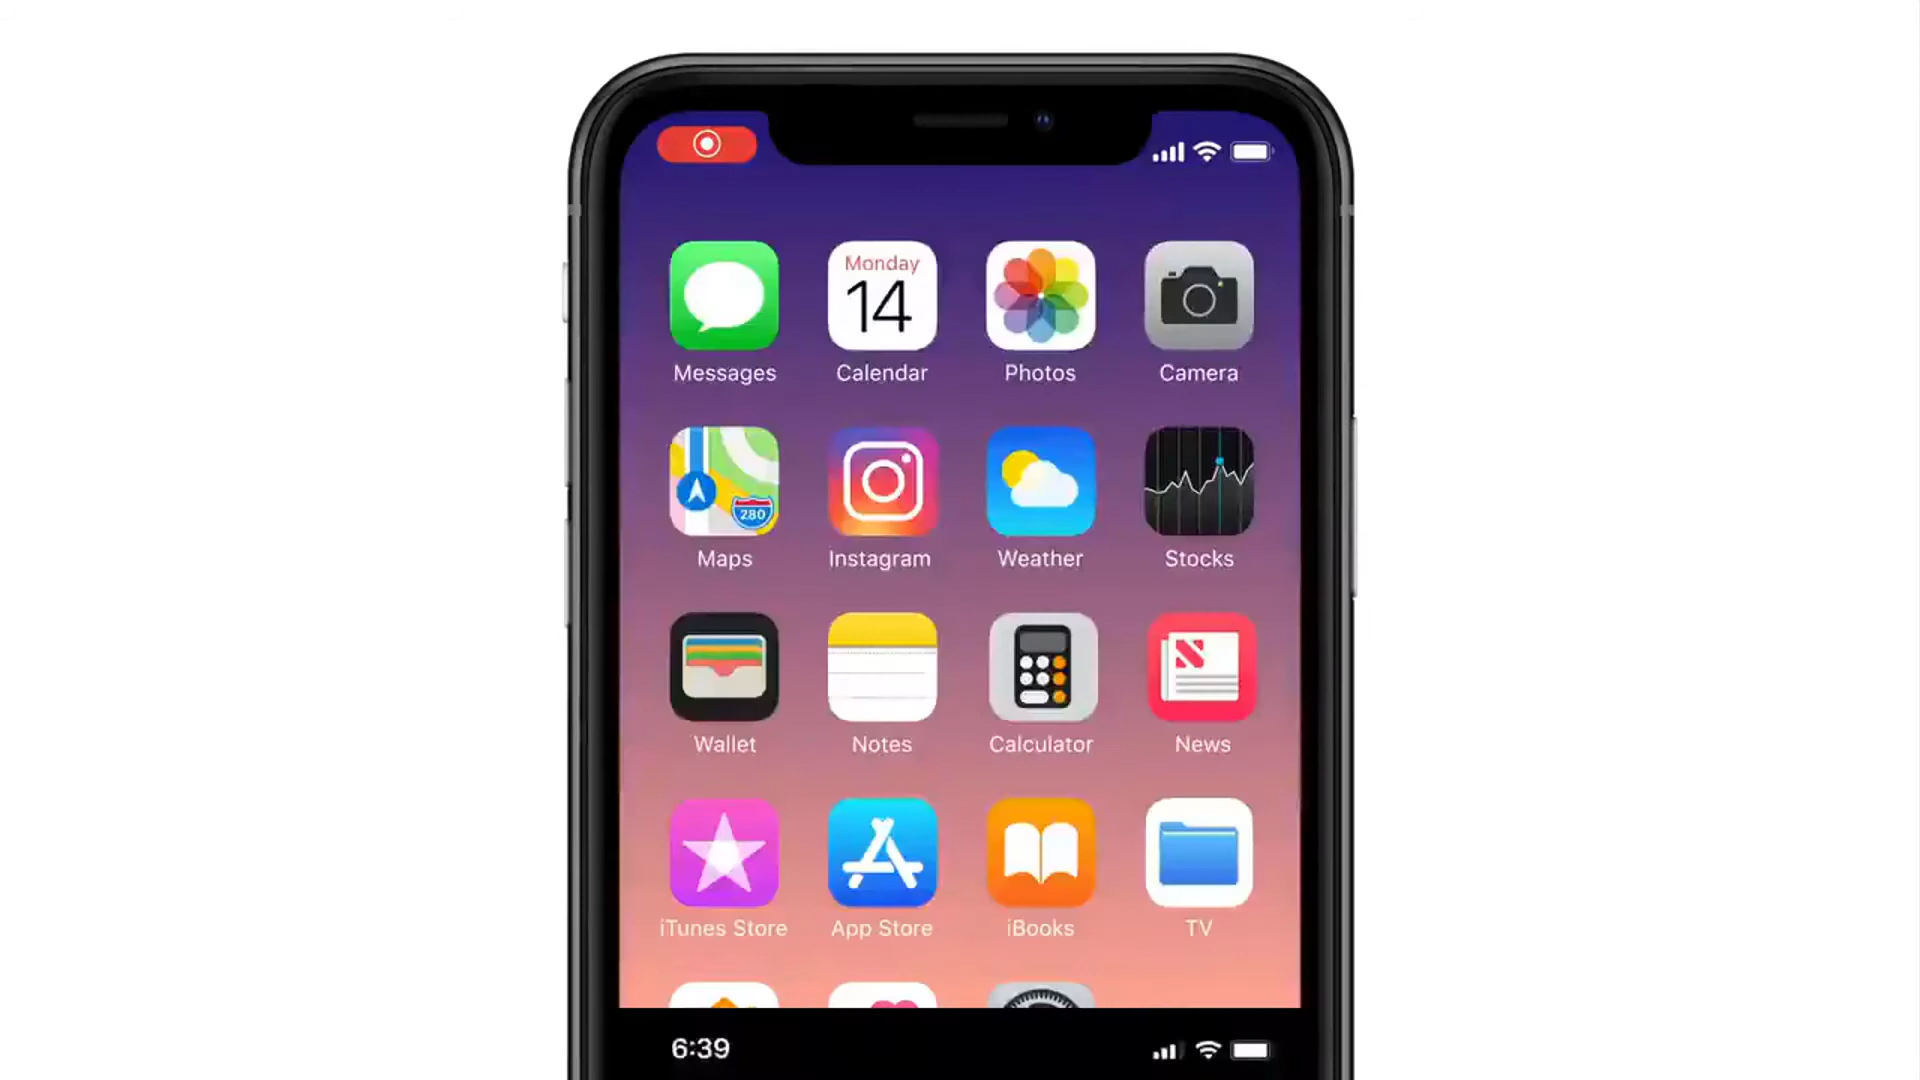 Monday
14
Messages Calendar Photos Camera
280
Maps Instagram Weather Stocks
Wallet Notes Calculator News
iTunes Store App Store iBooks TV
6:39